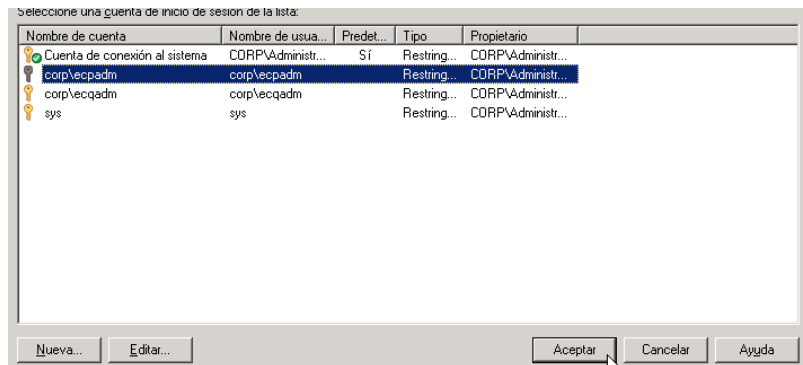 Seleccione una cuenta de inicio de sesión de la lista:
Nombre de cuenta Nombre de usua... Predet... Tipo Propietario
Cuenta de conexión al sistema CORP\Administr... Sí Restring... CORP\Administr...
corp\ecpadm corp\ecpadm Restring... CORP\Administr...
corp\ecqadm corp\ecqadm Restring... CORP\Administr...
sys sys Restring... CORP\Administr...
Nueva... Editar... Aceptar Cancelar Ayuda